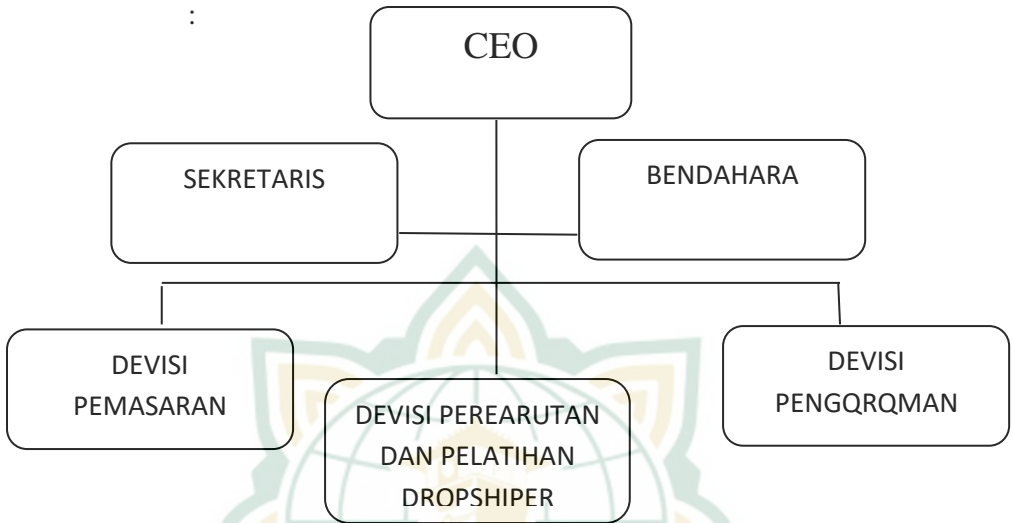 :
CEO
SEKRETARIS
BENDAHARA
DEVISI
PEMASARAN
DEVISI PEREARUTAN
DAN PELATIHAN
DROPSHIPER
DEVISI
PENGQRQMAN